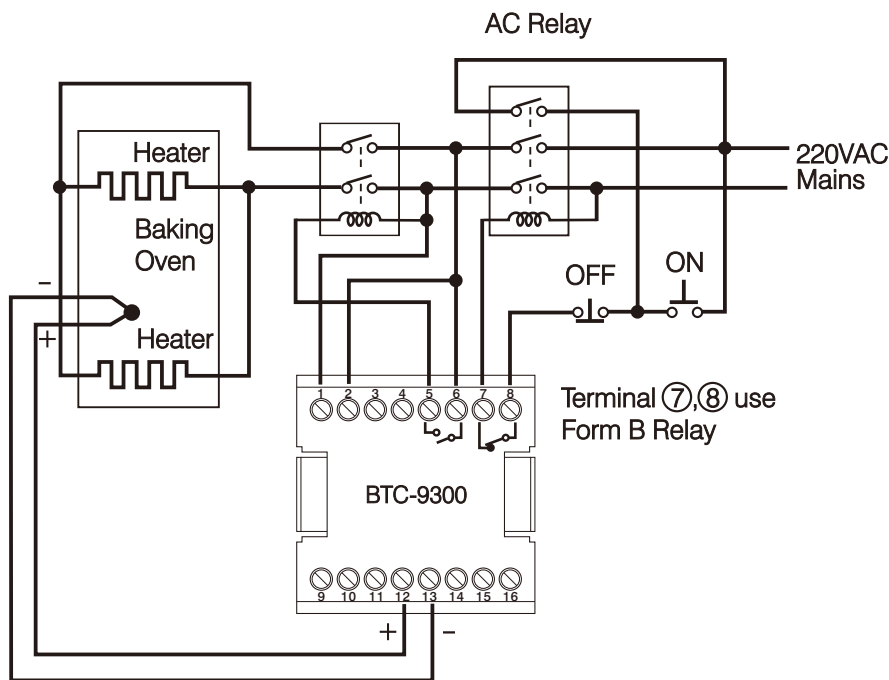 AC Relay
220VAC
Mains
Heater
Baking
Oven
Heater
−
+
OFF
ON
1 2 3 4 5 6 7 8
Terminal ⑦,⑧ use
Form B Relay
BTC-9300
9 10 11 12 13 14 15 16
+ −